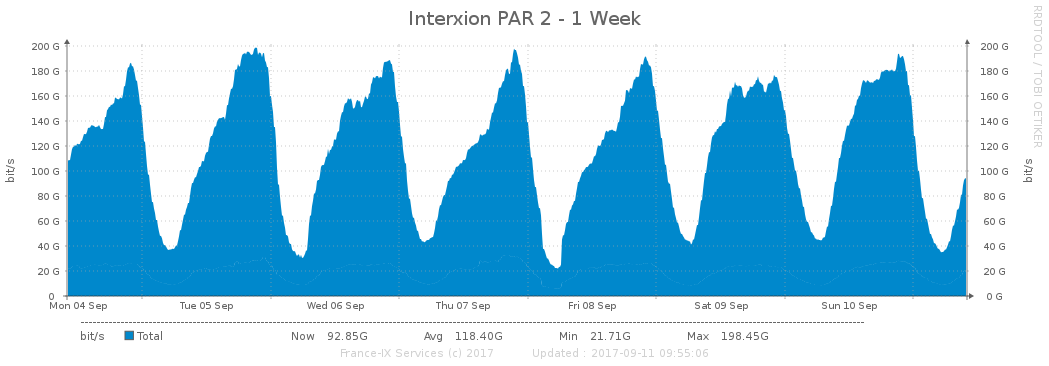 Interxion PAR 2 - 1 Week
RRDTOOL / TOBI OETIKER
bit/s
200 G
180 G
160 G
140 G
120 G
100 G
80 G
60 G
40 G
20 G
0
200 G
180 G
160 G
140 G
120 G
100 G
80 G
60 G
40 G
20 G
0 G
bit/s
Mon 04 Sep Tue 05 Sep Wed 06 Sep Thu 07 Sep Fri 08 Sep Sat 09 Sep Sun 10 Sep
bit/s Total Now 92.85G Avg 118.40G Min 21.71G Max 198.45G
France-IX Services (c) 2017 Updated : 2017-09-11 09:55:06